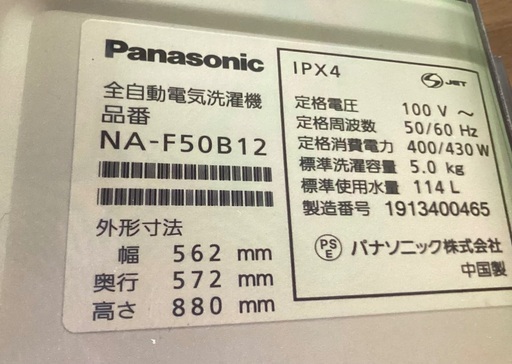 Panasonic
全自動電気洗濯機
品番
NA-F50B12
外形寸法
幅 562 mm
奥行 572 mm
高さ 880 mm
IPX4
S JET
定格電圧 100 V ～
定格周波数 50/60 Hz
定格消費電力 400/430 W
標準洗濯容量 5.0 kg
標準使用水量 114 L
製造番号 1913400465
PS
E
パナソニック株式会社
中国製